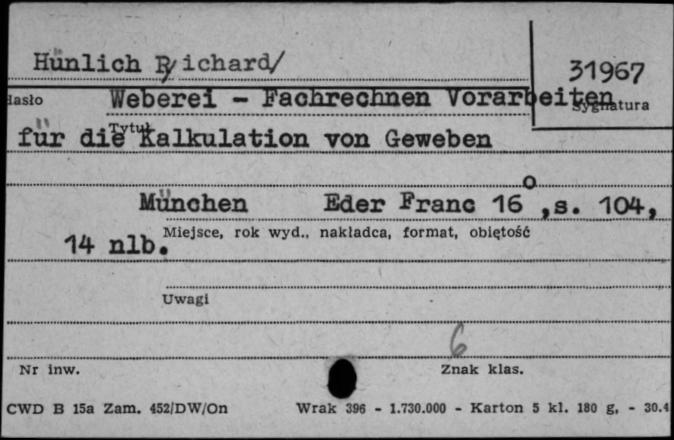 Hünlich Richard/
31967
Hasło
Weberei - Fachrechnen Vorarbeiten
Sygnatura
Tytuł
für die Kalkulation von Geweben
München Eder Franc 16°,s. 104,
Miejsce, rok wyd., nakładca, format, objętość
14 nlb.
Uwagi
6
Nr inw.
Znak klas.
CWD B 15a Zam. 452/DW/On
Wrak 396 - 1.730.000 - Karton 5 kl. 180 g, - 30.4